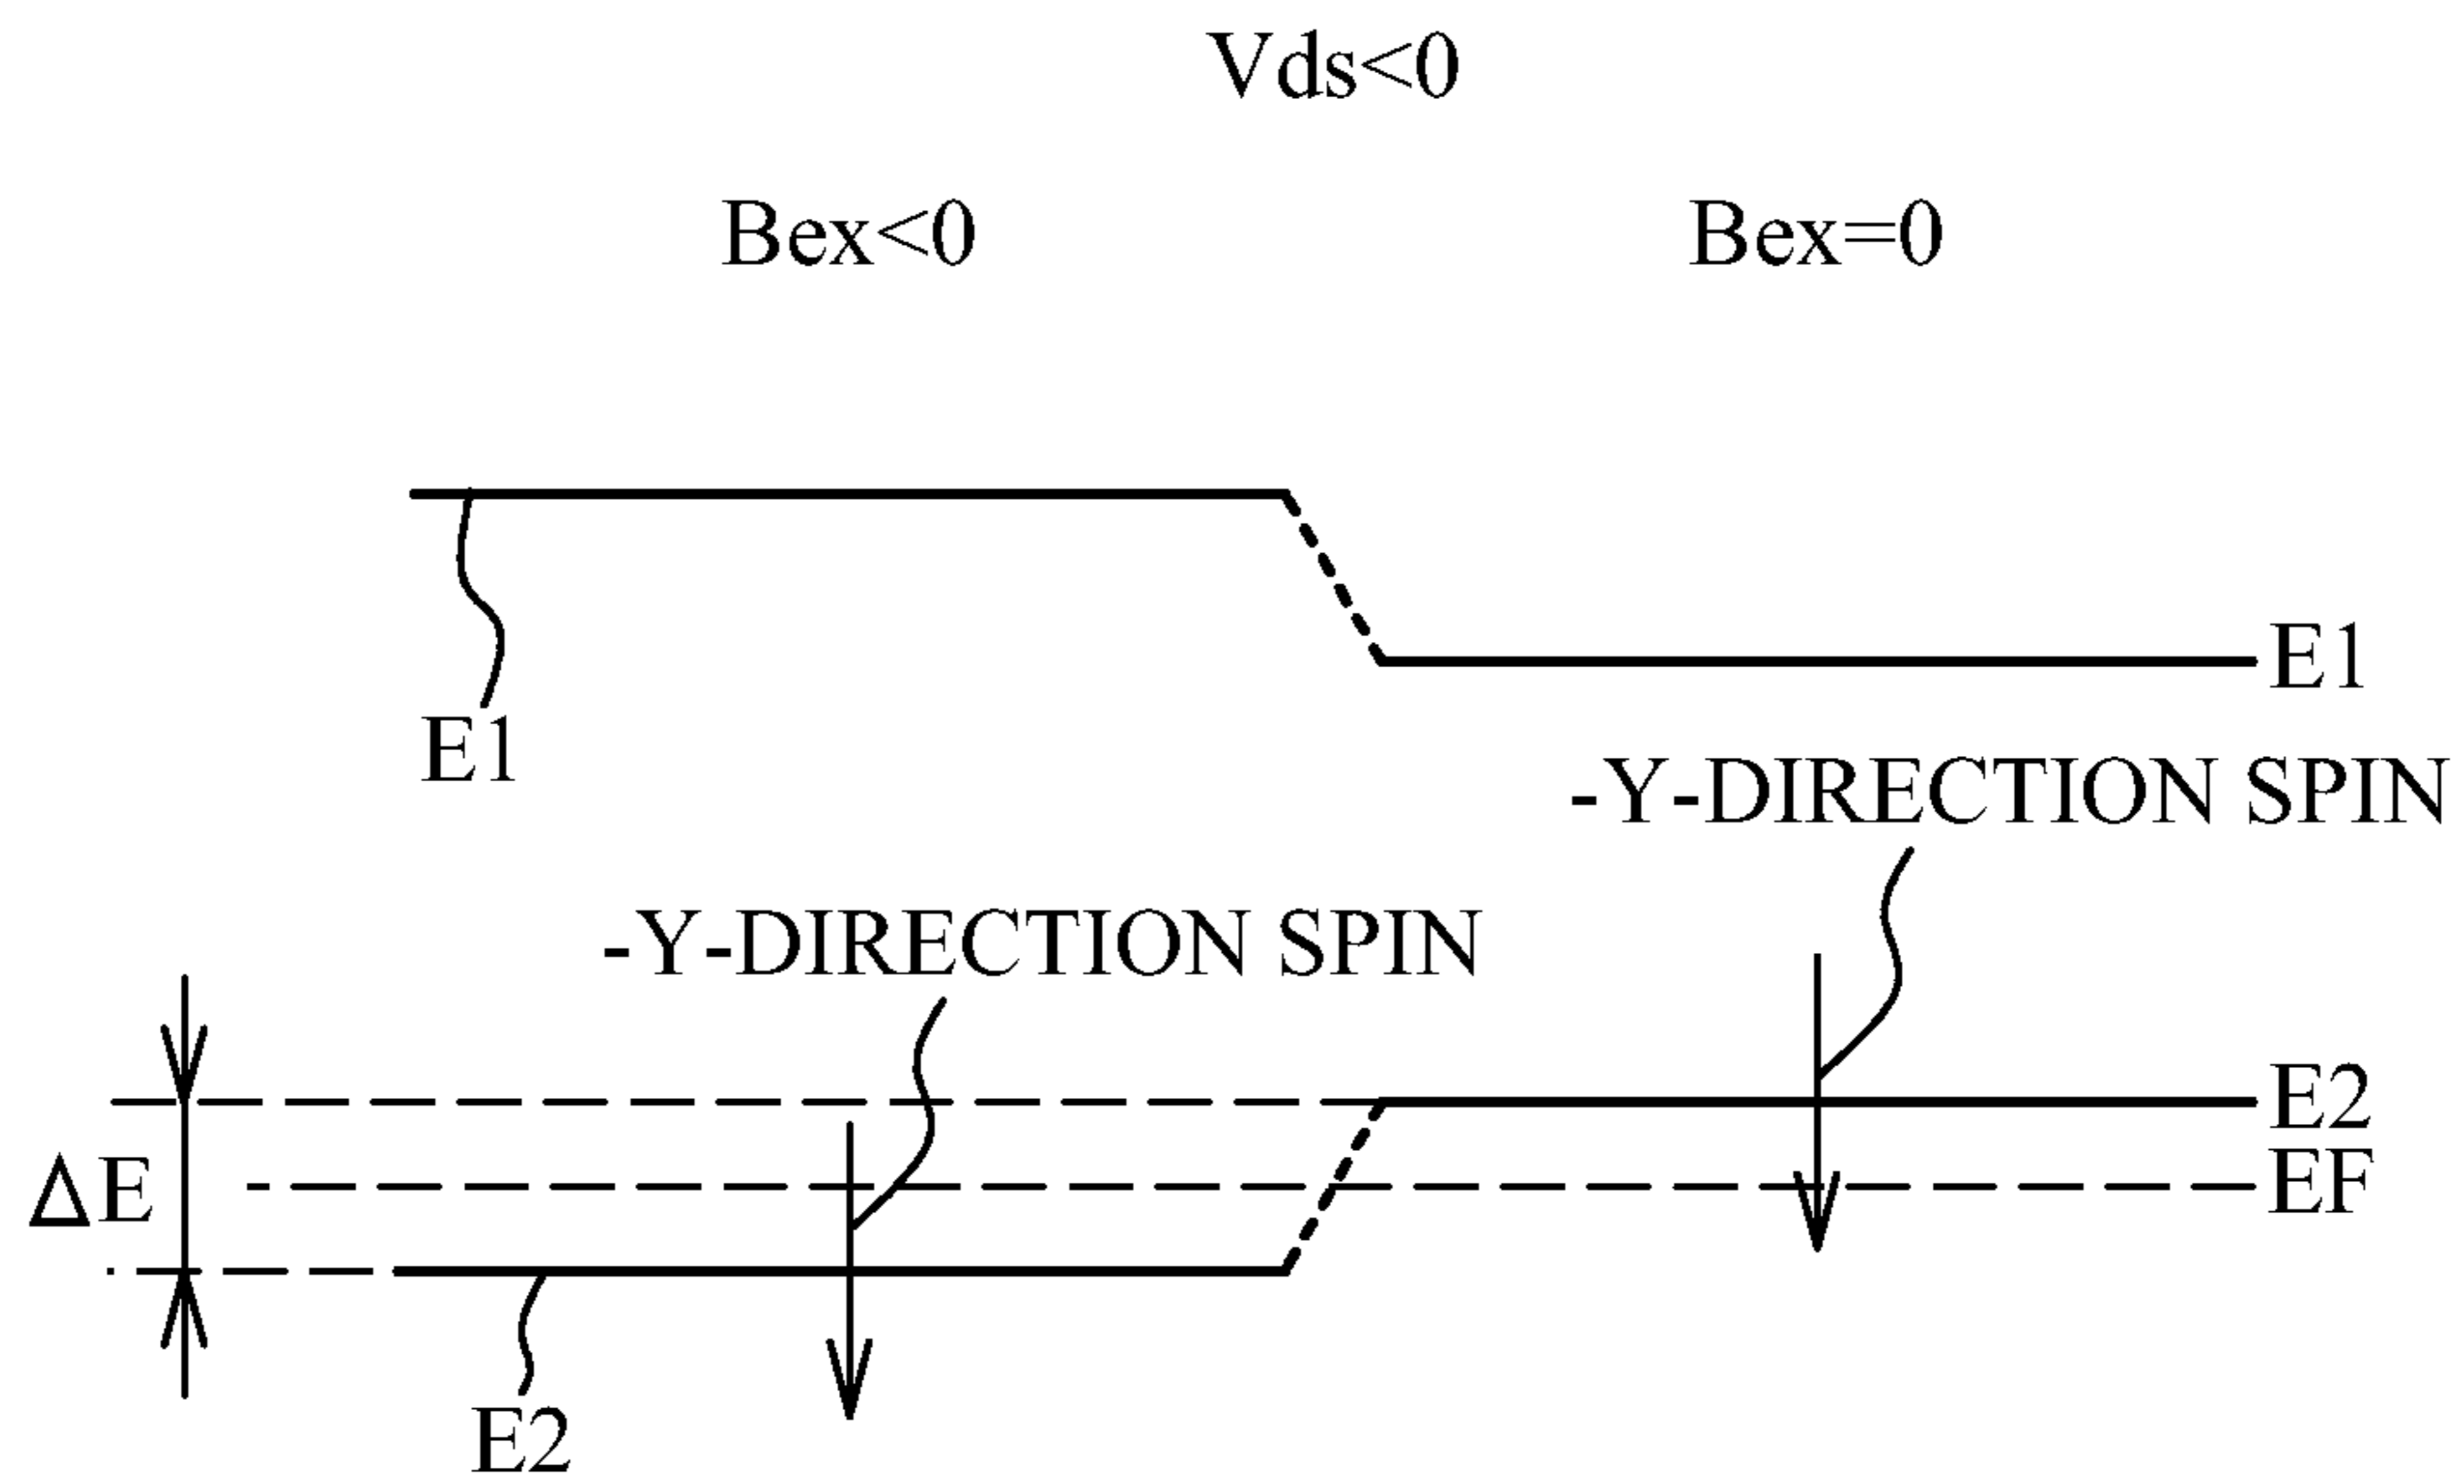 Vds<0
Bex<0
Bex=0
E1
E1
-Y-DIRECTION SPIN
-Y-DIRECTION SPIN
E2
EF
ΔE
E2